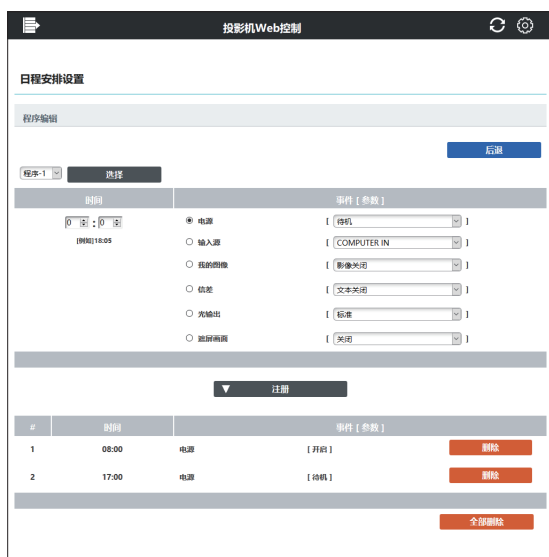 投影机Web控制
日程安排设置
程序编辑
后退
程序-1 选择
时间 事件 [ 参数 ]
0 : 0 电源 [ 待机 ]
[例如]18:05 输入源 [ COMPUTER IN ]
我的图像 [ 影像关闭 ]
信差 [ 文本关闭 ]
光输出 [ 标准 ]
遮屏画面 [ 关闭 ]
▼ 注册
# 时间 事件 [ 参数 ]
1 08:00 电源 [ 开启 ] 删除
2 17:00 电源 [ 待机 ] 删除
全部删除